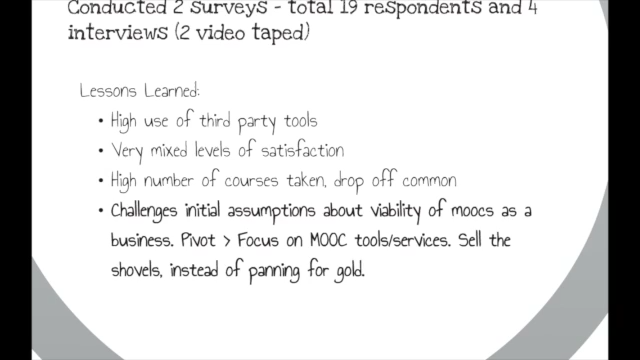 Conducted 2 surveys - total 19 respondents and 4
interviews (2 video taped)
Lessons Learned:
• High use of third party tools
• Very mixed levels of satisfaction
• High number of courses taken, drop off common
• Challenges initial assumptions about viability of moocs as a
business. Pivot > Focus on MOOC tools/services. Sell the
shovels, instead of panning for gold.